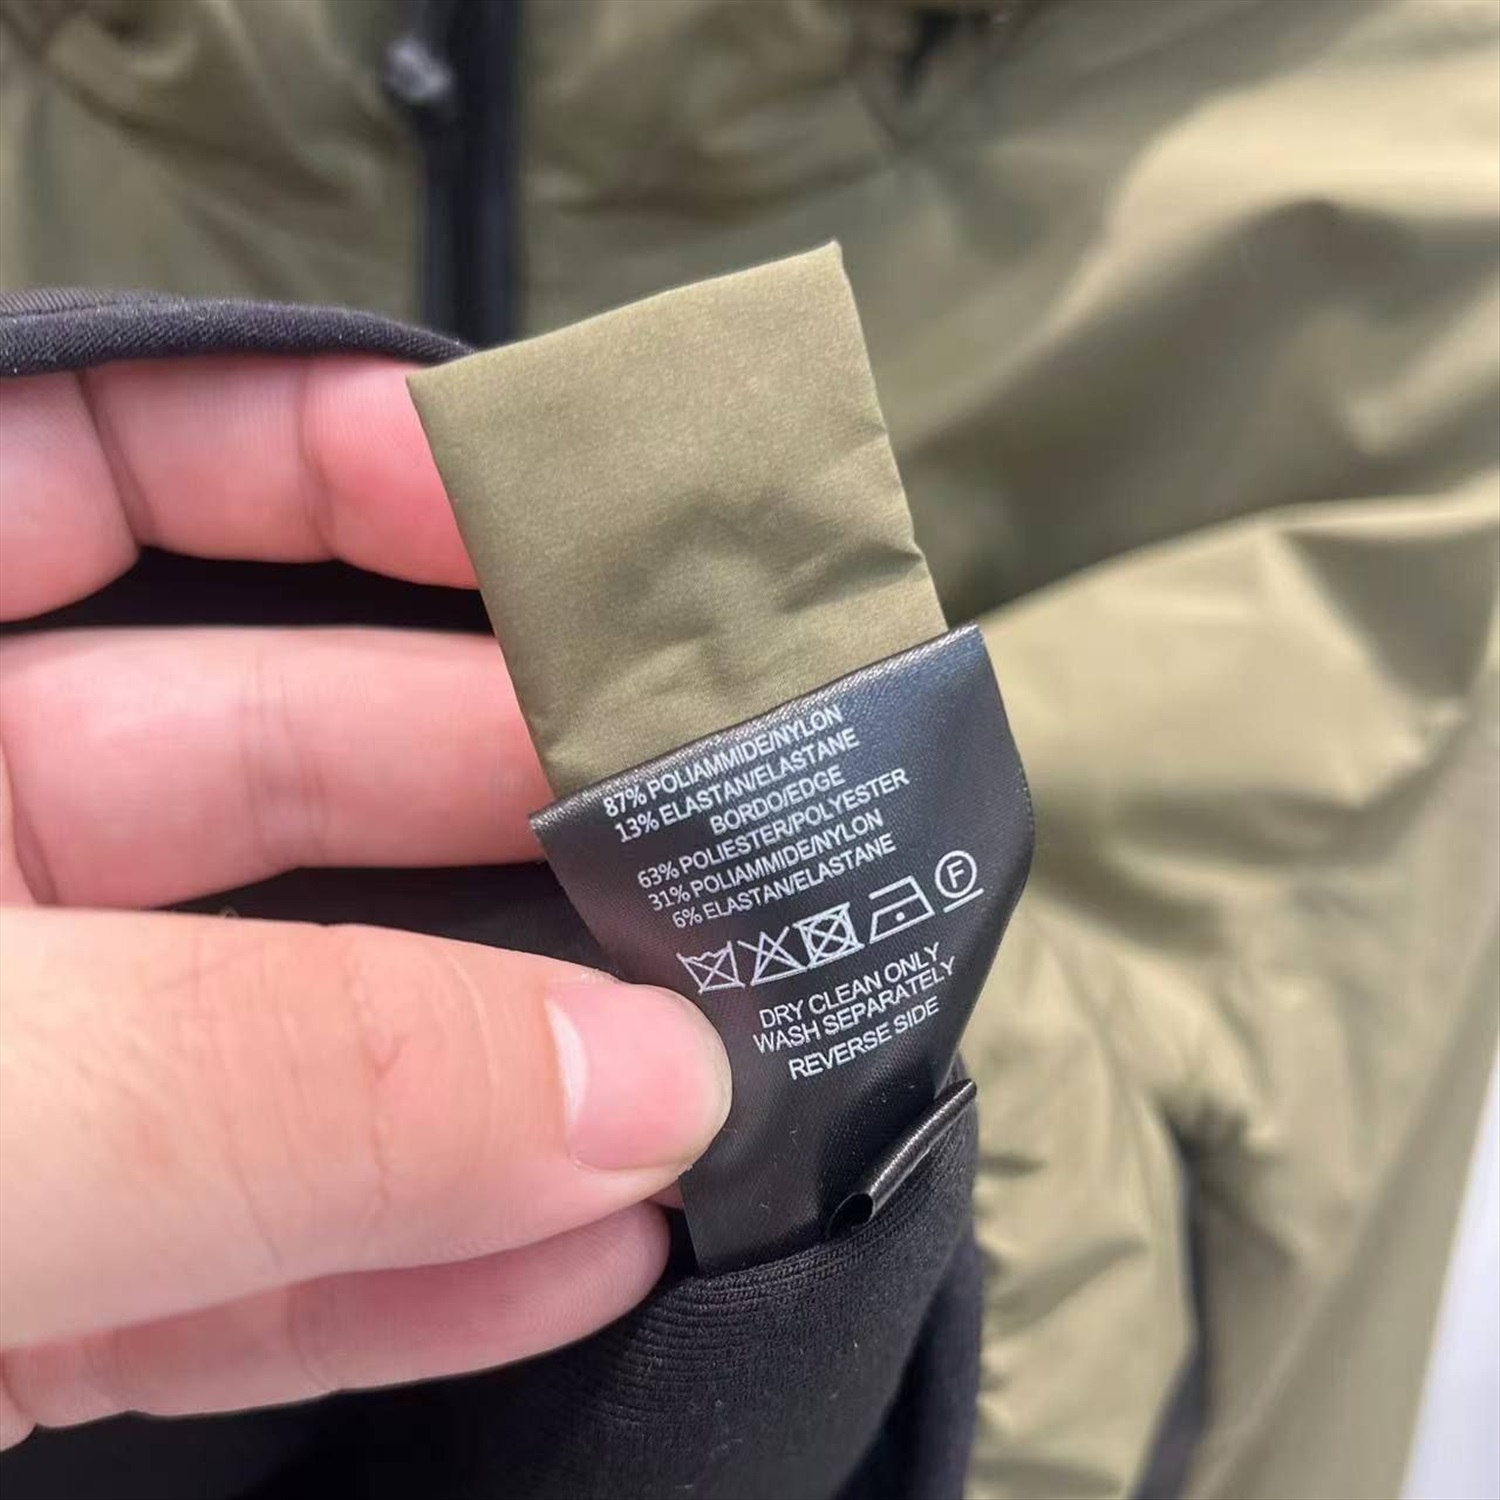 87% POLIAMMIDE/NYLON
13% ELASTAN/ELASTANE
BORDO/EDGE
63% POLIESTER/POLYESTER
31% POLIAMMIDE/NYLON
6% ELASTAN/ELASTANE
F
DRY CLEAN ONLY
WASH SEPARATELY
REVERSE SIDE